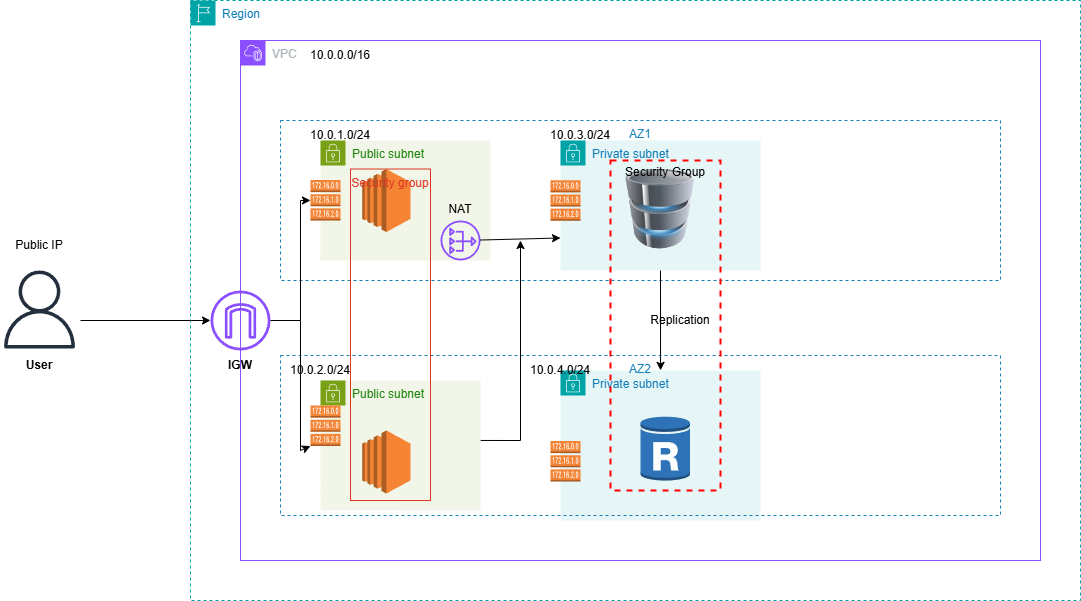 Region
VPC
10.0.0.0/16
10.0.1.0/24
Public subnet
Security group
172.16.0.0
172.16.1.0
172.16.2.0
NAT
10.0.3.0/24
AZ1
Private subnet
Security Group
172.16.0.0
172.16.1.0
172.16.2.0
Public IP
User
IGW
Replication
10.0.2.0/24
Public subnet
172.16.0.0
172.16.1.0
172.16.2.0
10.0.4.0/24
AZ2
Private subnet
172.16.0.0
172.16.1.0
172.16.2.0
R